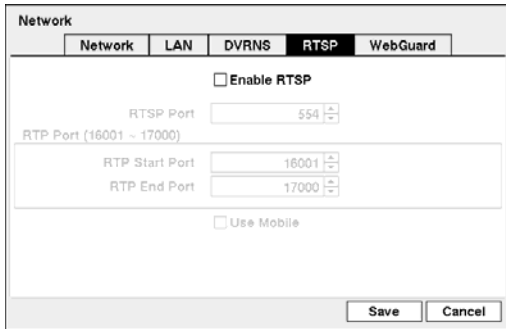 Network
Network LAN DVRNS RTSP WebGuard
Enable RTSP
RTSP Port 554
RTP Port (16001 ~ 17000)
RTP Start Port 16001
RTP End Port 17000
Use Mobile
Save Cancel